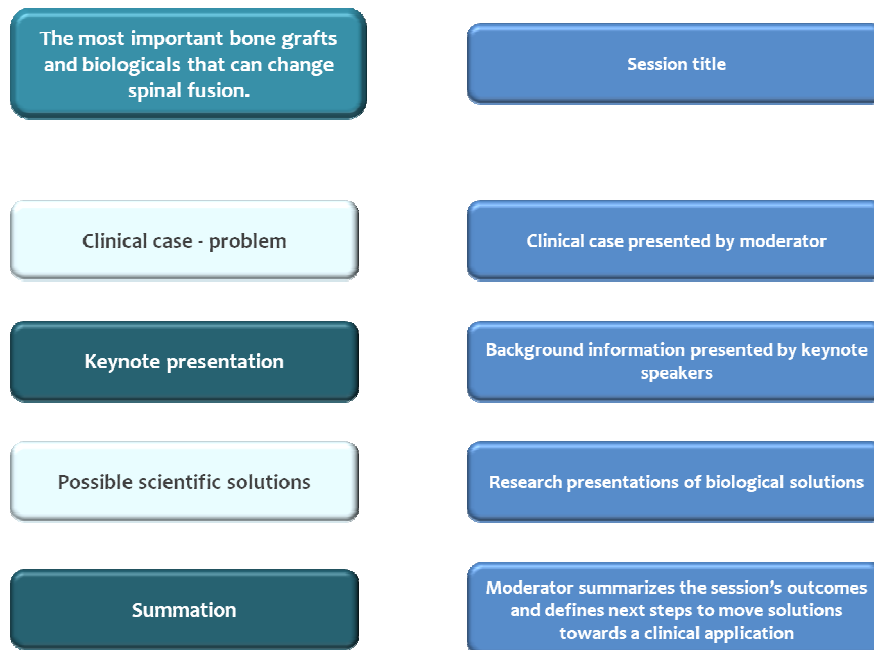 The most important bone grafts
and biologicals that can change
spinal fusion.
Session title
Clinical case - problem
Clinical case presented by moderator
Keynote presentation
Background information presented by keynote
speakers
Possible scientific solutions
Research presentations of biological solutions
Summation
Moderator summarizes the session’s outcomes
and defines next steps to move solutions
towards a clinical application